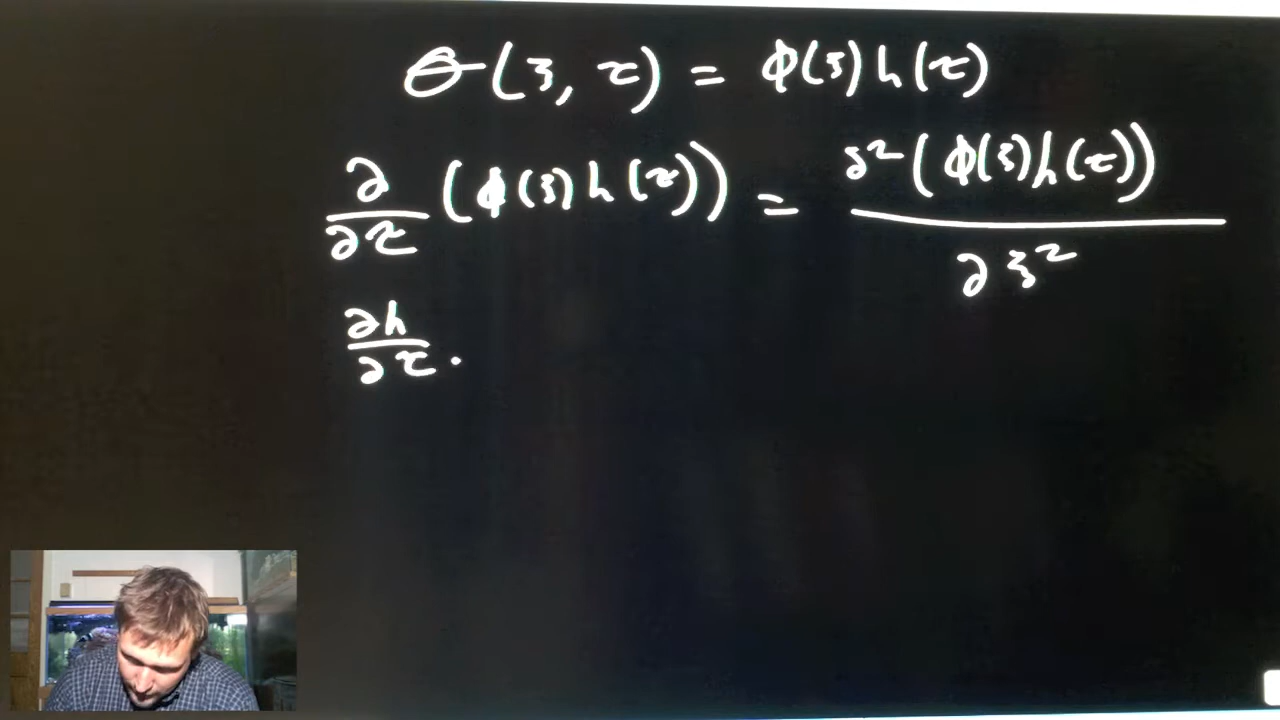 θ(ξ, τ) = φ(ξ)h(τ)
∂/∂τ (φ(ξ)h(τ)) = ∂²(φ(ξ)h(τ))/∂ξ²
∂h/∂τ ·